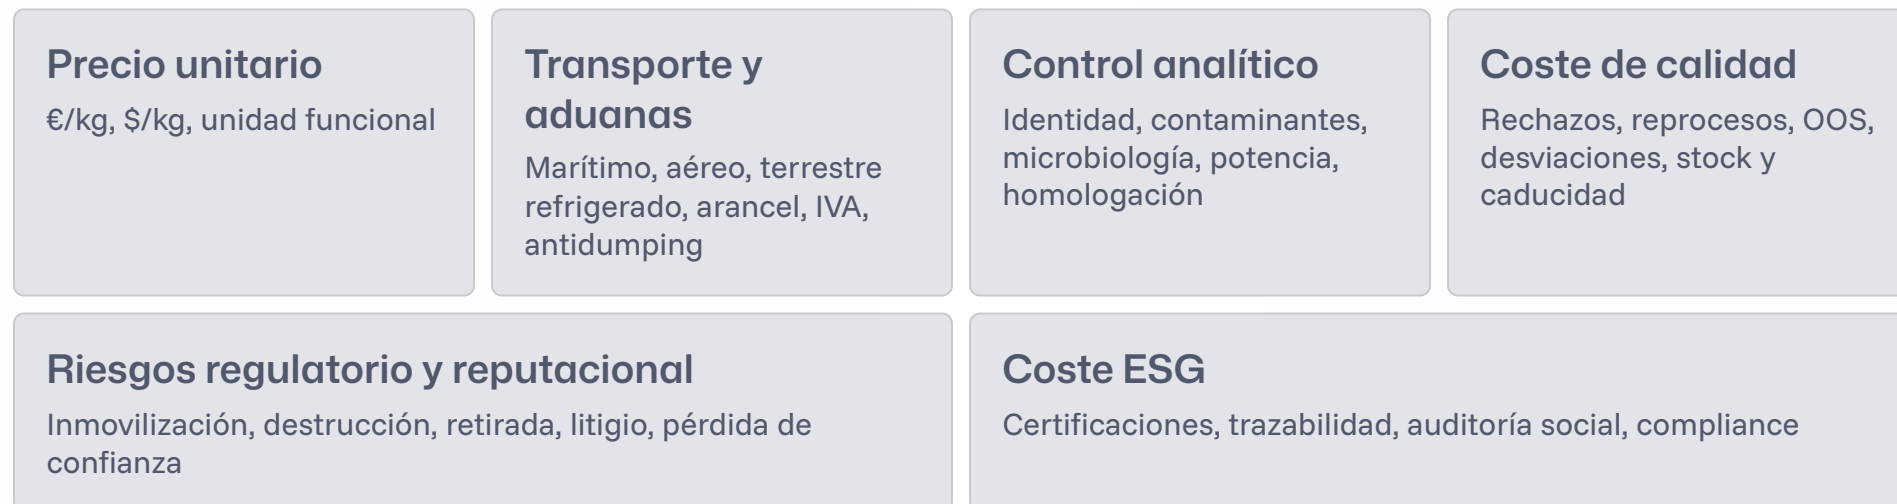 Precio unitario
€/kg, $/kg, unidad funcional
Transporte y
aduanas
Marítimo, aéreo, terrestre
refrigerado, arancel, IVA,
antidumping
Control analítico
Identidad, contaminantes,
microbiología, potencia,
homologación
Coste de calidad
Rechazos, reprocesos, OOS,
desviaciones, stock y
caducidad
Riesgos regulatorio y reputacional
Inmovilización, destrucción, retirada, litigio, pérdida de
confianza
Coste ESG
Certificaciones, trazabilidad, auditoría social, compliance